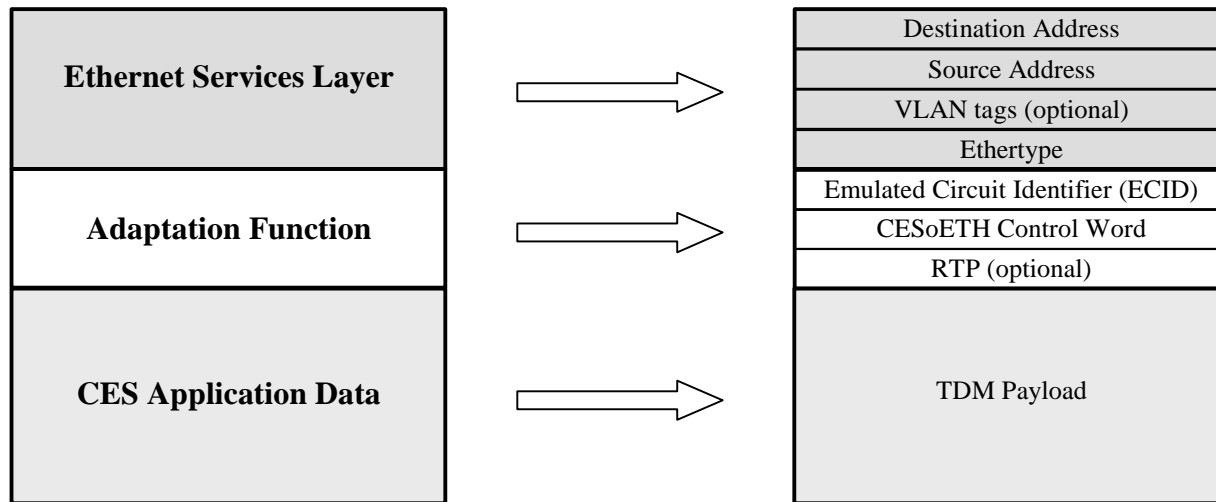 Ethernet Services Layer
Destination Address
Source Address
VLAN tags (optional)
Ethertype
Adaptation Function
Emulated Circuit Identifier (ECID)
CESoETH Control Word
RTP (optional)
CES Application Data
TDM Payload